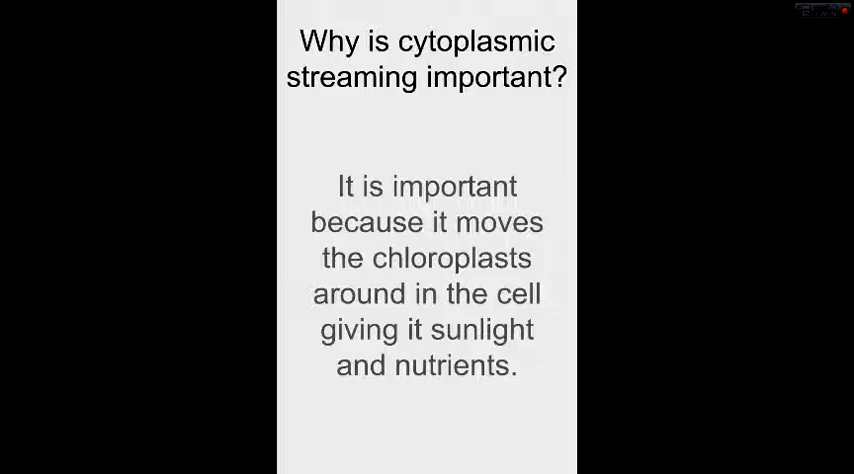 Why is cytoplasmic
streaming important?
It is important
because it moves
the chloroplasts
around in the cell
giving it sunlight
and nutrients.